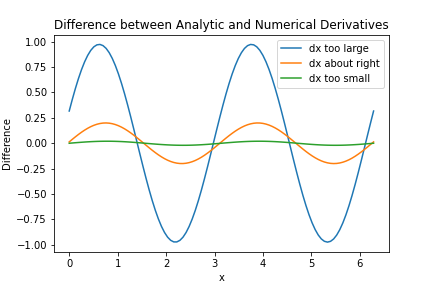 Difference between Analytic and Numerical Derivatives
dx too large
dx about right
dx too small
1.00
0.75
0.50
0.25
0.00
−0.25
−0.50
−0.75
−1.00
Difference
0 1 2 3 4 5 6
x